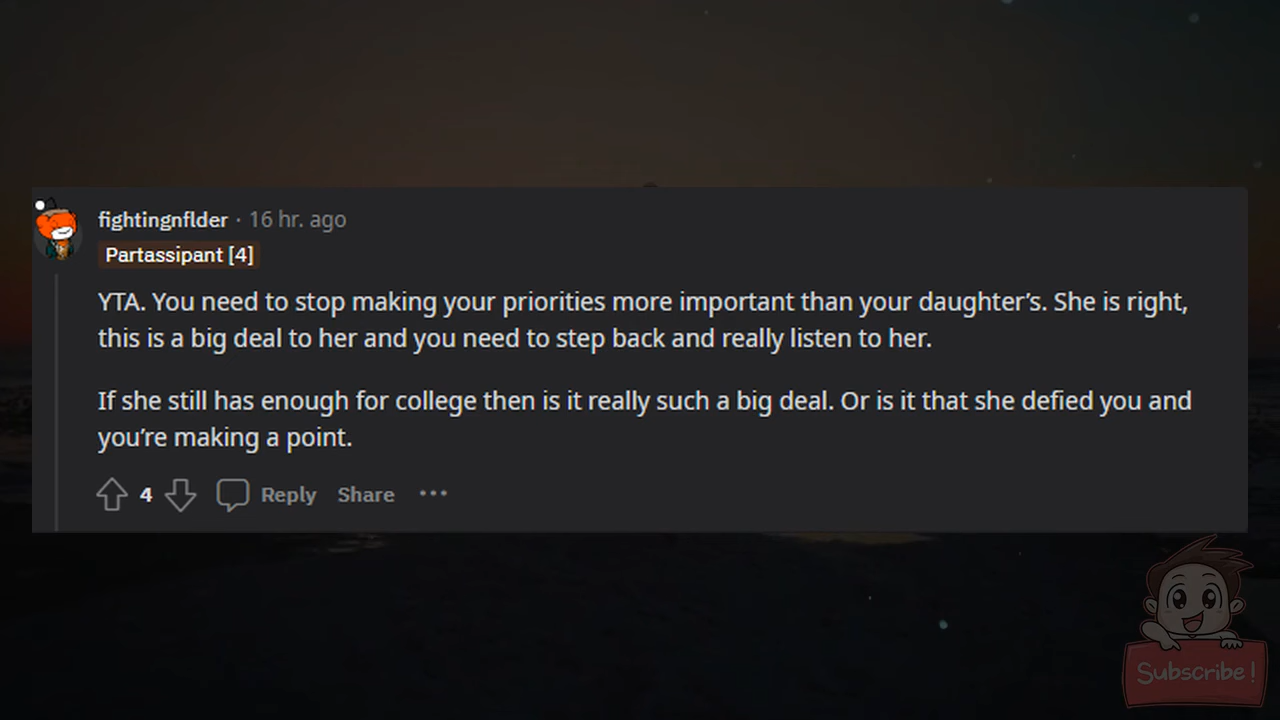 fightingnflder · 16 hr. ago
Partassipant [4]
YTA. You need to stop making your priorities more important than your daughter's. She is right,
this is a big deal to her and you need to step back and really listen to her.
If she still has enough for college then is it really such a big deal. Or is it that she defied you and
you're making a point.
4 Reply Share ···
Subscribe!